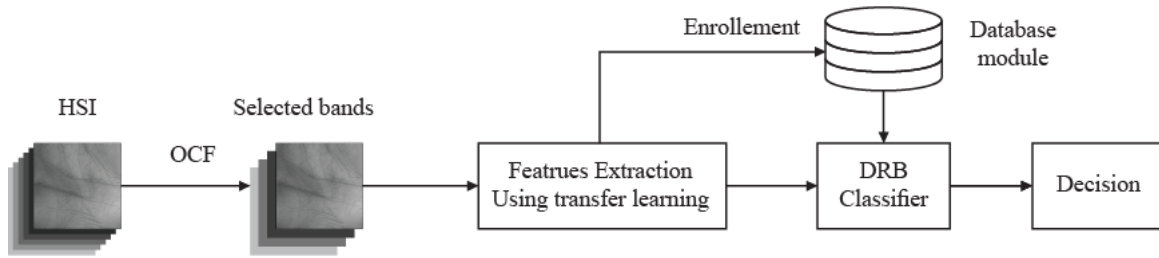 HSI
OCF
Selected bands
Featrues Extraction
Using transfer learning
Enrollement
Database
module
DRB
Classifier
Decision